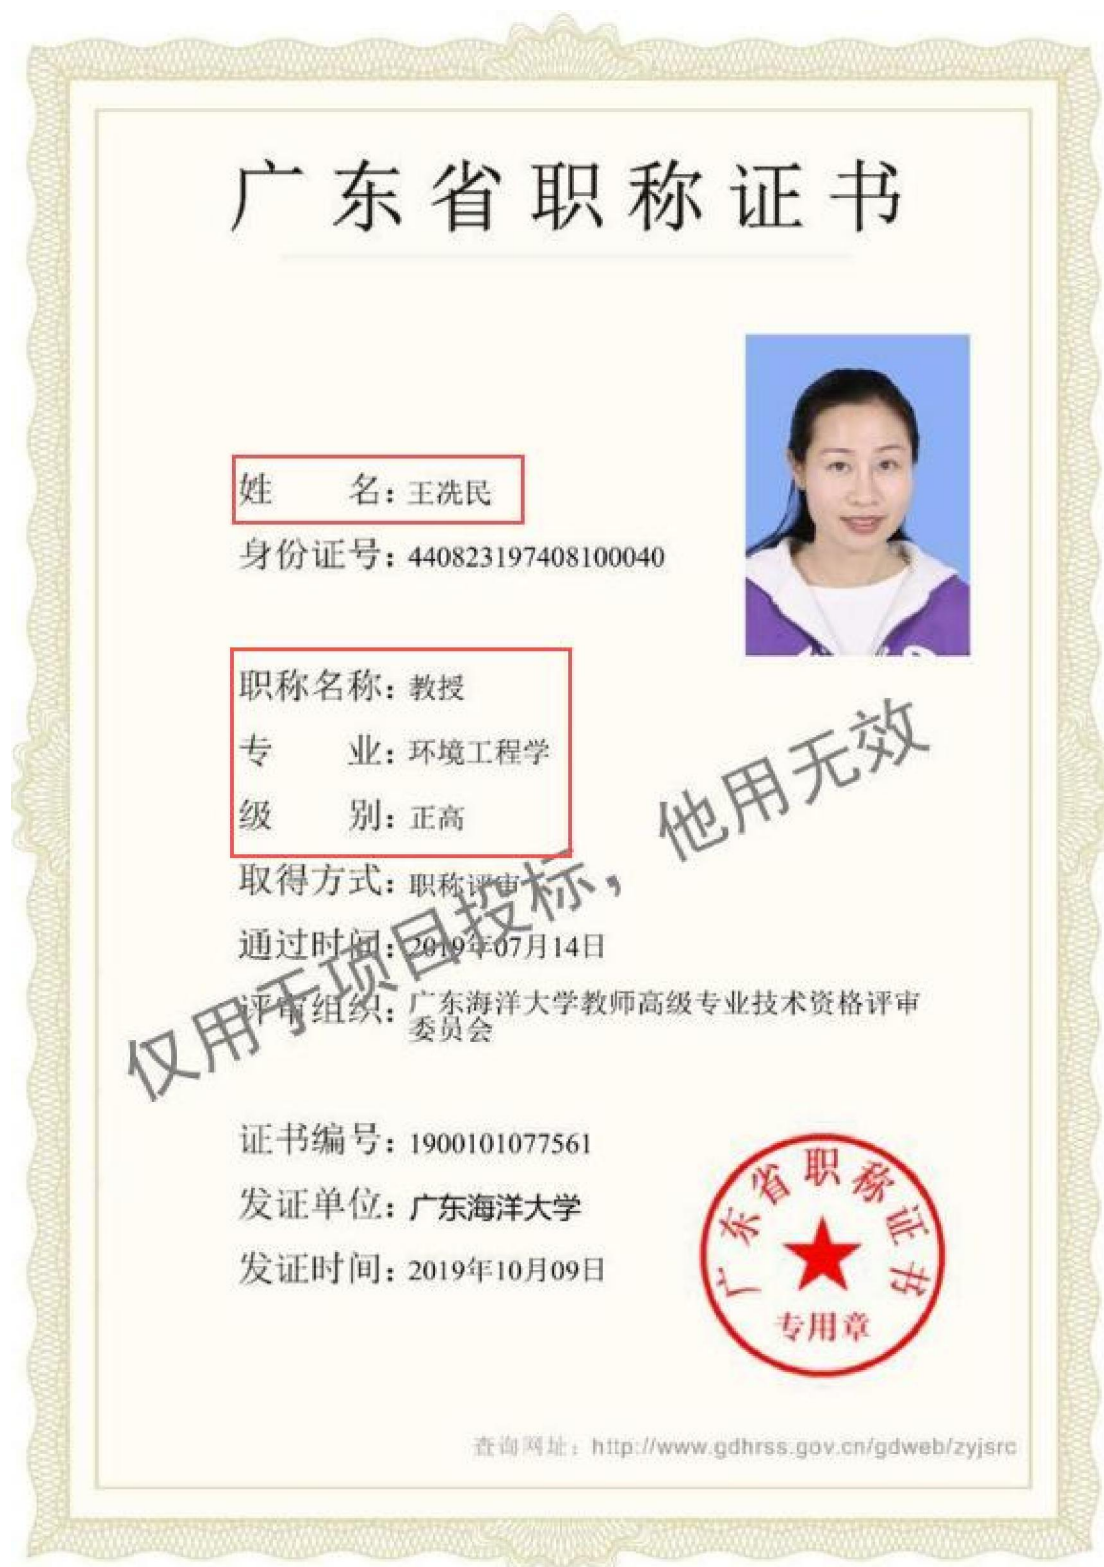 广东省职称证书
姓 名：王冼民
身份证号：440823197408100040
职称名称：教授
专 业：环境工程学
级 别：正高
取得方式：职称评审
通过时间：2019年07月14日
评审组织：广东海洋大学教师高级专业技术资格评审
委员会
仅用于项目投标，他用无效
证书编号：1900101077561
发证单位：广东海洋大学
发证时间：2019年10月09日
广东省职称证书
专用章
查询网址：http://www.gdhrss.gov.cn/gdweb/zyjsrc